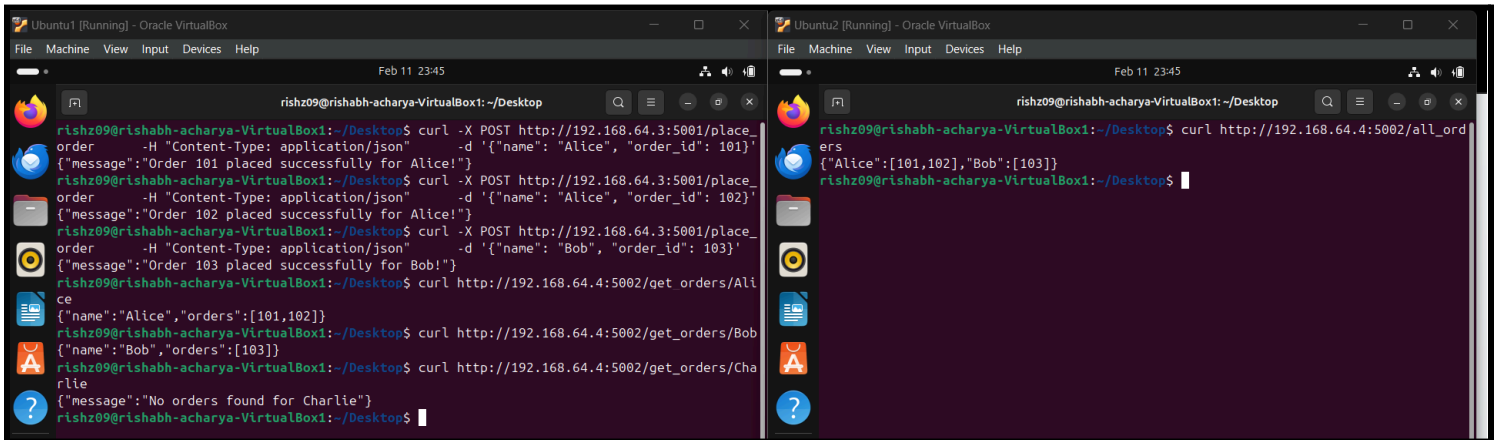 Ubuntu1 [Running] - Oracle VirtualBox
File Machine View Input Devices Help
Feb 11 23:45
rishz09@rishabh-acharya-VirtualBox1: ~/Desktop
rishz09@rishabh-acharya-VirtualBox1:~/Desktop$ curl -X POST http://192.168.64.3:5001/place_
order -H "Content-Type: application/json" -d '{"name": "Alice", "order_id": 101}'
{"message":"Order 101 placed successfully for Alice!"}
rishz09@rishabh-acharya-VirtualBox1:~/Desktop$ curl -X POST http://192.168.64.3:5001/place_
order -H "Content-Type: application/json" -d '{"name": "Alice", "order_id": 102}'
{"message":"Order 102 placed successfully for Alice!"}
rishz09@rishabh-acharya-VirtualBox1:~/Desktop$ curl -X POST http://192.168.64.3:5001/place_
order -H "Content-Type: application/json" -d '{"name": "Bob", "order_id": 103}'
{"message":"Order 103 placed successfully for Bob!"}
rishz09@rishabh-acharya-VirtualBox1:~/Desktop$ curl http://192.168.64.4:5002/get_orders/Ali
ce
{"name":"Alice","orders":[101,102]}
rishz09@rishabh-acharya-VirtualBox1:~/Desktop$ curl http://192.168.64.4:5002/get_orders/Bob
{"name":"Bob","orders":[103]}
rishz09@rishabh-acharya-VirtualBox1:~/Desktop$ curl http://192.168.64.4:5002/get_orders/Cha
rlie
{"message":"No orders found for Charlie"}
rishz09@rishabh-acharya-VirtualBox1:~/Desktop$
Ubuntu2 [Running] - Oracle VirtualBox
File Machine View Input Devices Help
Feb 11 23:45
rishz09@rishabh-acharya-VirtualBox1: ~/Desktop
rishz09@rishabh-acharya-VirtualBox1:~/Desktop$ curl http://192.168.64.4:5002/all_ord
ers
{"Alice":[101,102],"Bob":[103]}
rishz09@rishabh-acharya-VirtualBox1:~/Desktop$